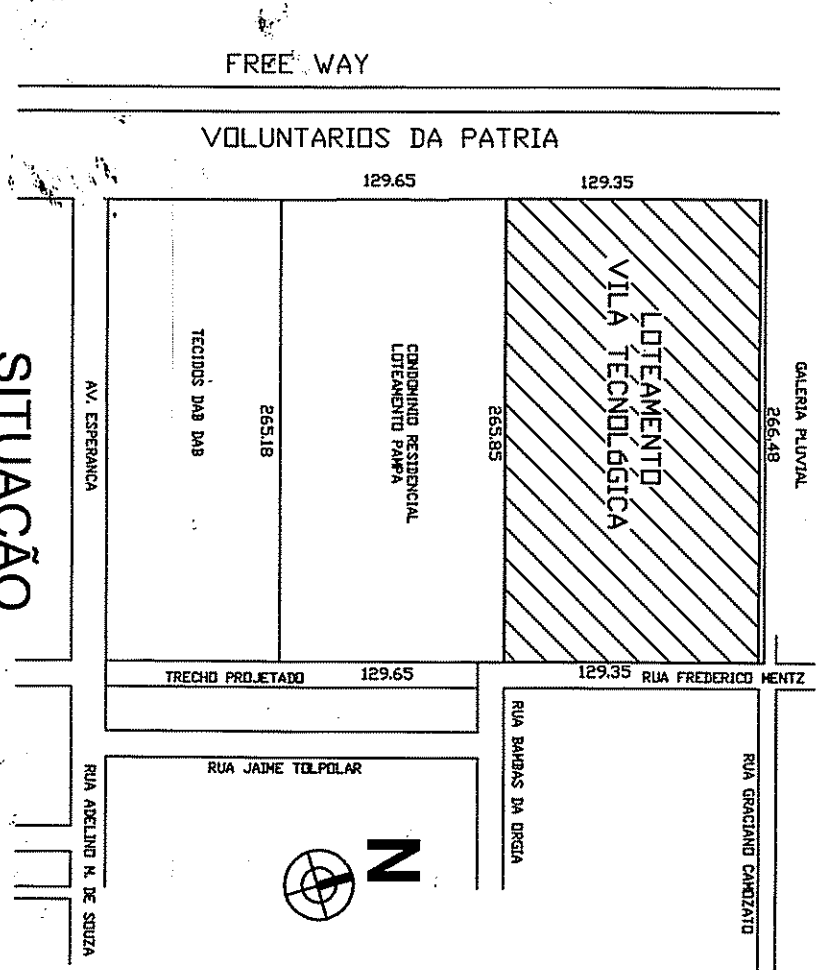 FREE WAY
VOLUNTARIOS DA PATRIA
129.65
129.35
GALERIA PLUVIAL
266.48
LOTEAMENTO
VILA TECNOLÓGICA
265.85
CONDOMINIO RESIDENCIAL
LOTEAMENTO PAMPA
265.18
TECIDOS DAB DAB
AV. ESPERANCA
SITUAÇÃO
TRECHO PROJETADO
129.65
129.35
RUA FREDERICO MENTZ
RUA JAIME TOLPOLAR
RUA BAMBAS DA ORGIA
RUA GRACIANO CAMOZATO
RUA ADELINO M. DE SOUZA
N